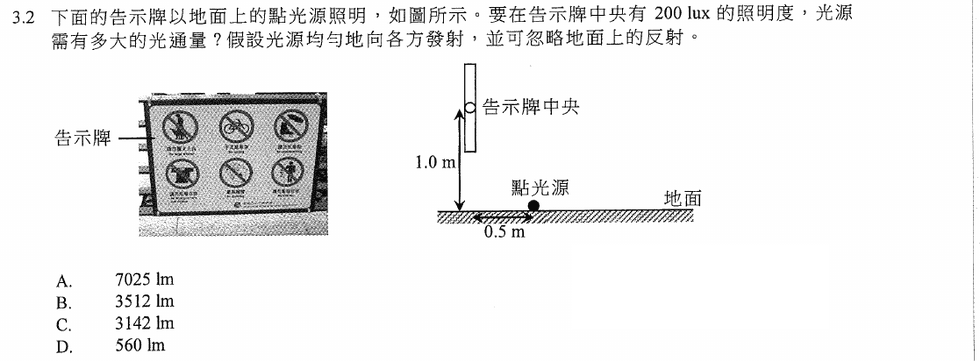 3.2 下面的告示牌以地面上的點光源照明，如圖所示。要在告示牌中央有 200 lux 的照明度，光源
需有多大的光通量？假設光源均勻地向各方發射，並可忽略地面上的反射。
告示牌中央
告示牌
1.0 m
點光源
地面
0.5 m
A. 7025 lm
B. 3512 lm
C. 3142 lm
D. 560 lm